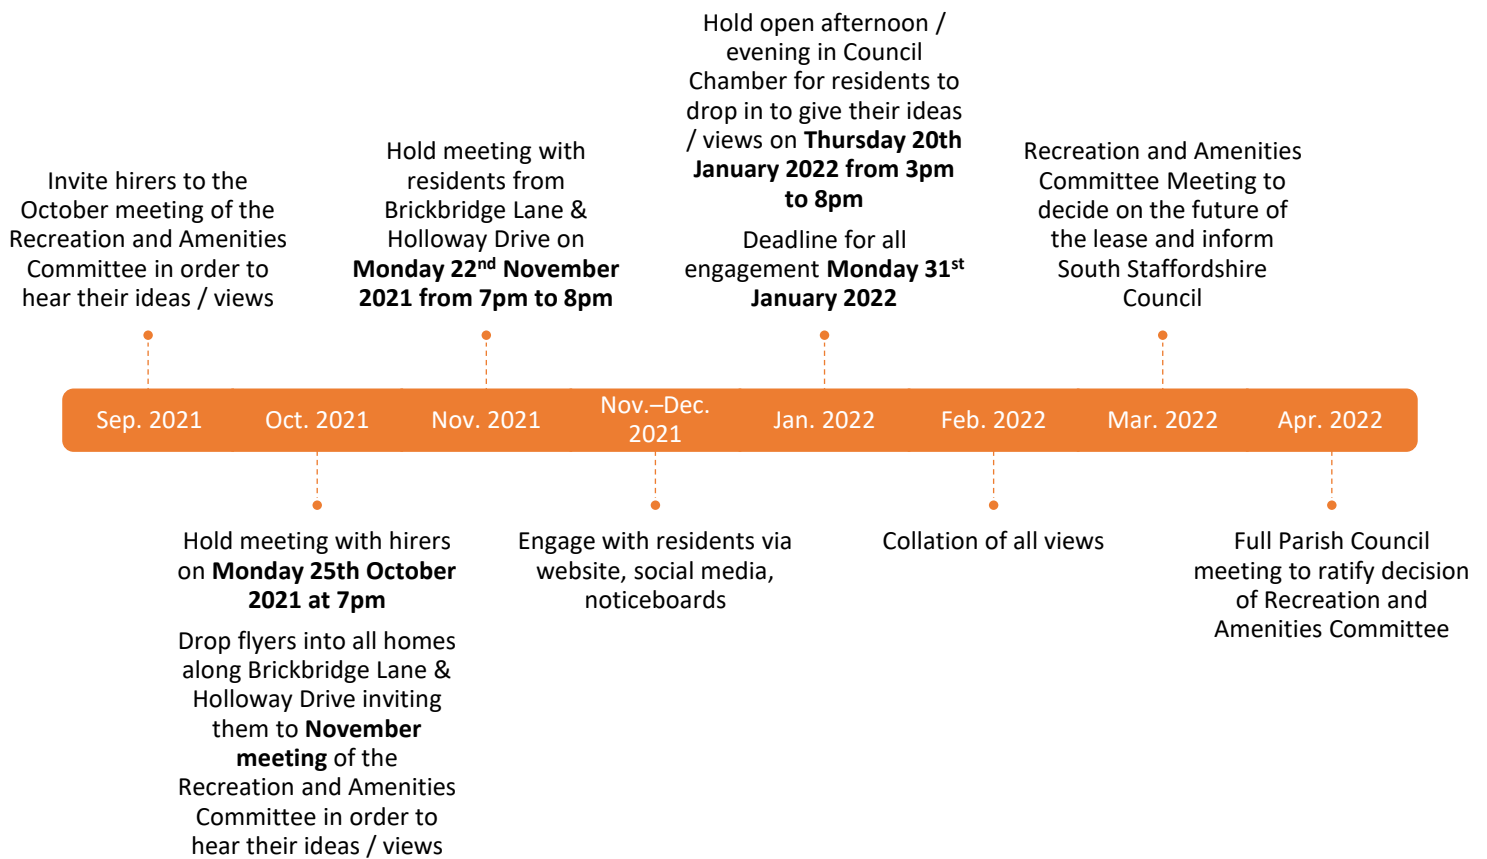 Invite hirers to the
October meeting of the
Recreation and Amenities
Committee in order to
hear their ideas / views
Hold meeting with
residents from
Brickbridge Lane &
Holloway Drive on
Monday 22nd November
2021 from 7pm to 8pm
Hold open afternoon /
evening in Council
Chamber for residents to
drop in to give their ideas
/ views on Thursday 20th
January 2022 from 3pm
to 8pm
Deadline for all
engagement Monday 31st
January 2022
Recreation and Amenities
Committee Meeting to
decide on the future of
the lease and inform
South Staffordshire
Council
Sep. 2021
Oct. 2021
Nov. 2021
Nov.–Dec.
2021
Jan. 2022
Feb. 2022
Mar. 2022
Apr. 2022
Hold meeting with hirers
on Monday 25th October
2021 at 7pm
Drop flyers into all homes
along Brickbridge Lane &
Holloway Drive inviting
them to November
meeting of the
Recreation and Amenities
Committee in order to
hear their ideas / views
Engage with residents via
website, social media,
noticeboards
Collation of all views
Full Parish Council
meeting to ratify decision
of Recreation and
Amenities Committee